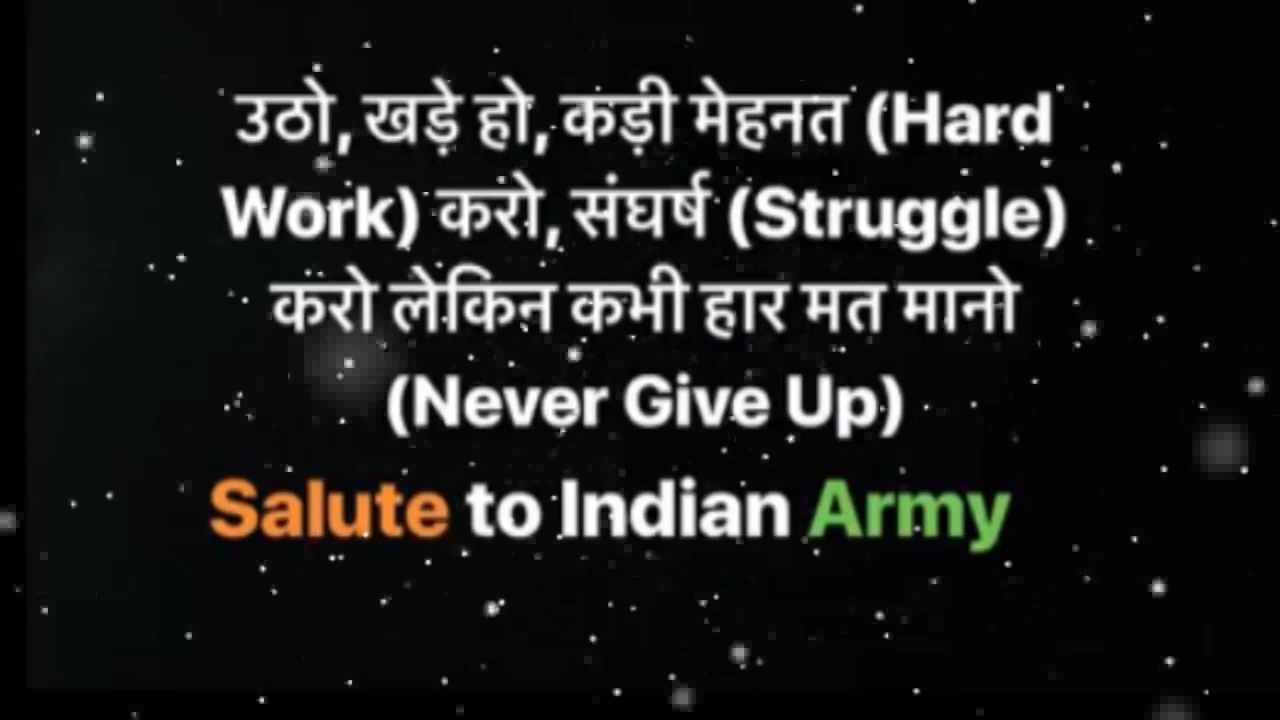 उठो, खड़े हो, कड़ी मेहनत (Hard
Work) करो, संघर्ष (Struggle)
करो लेकिन कभी हार मत मानो
(Never Give Up)
Salute to Indian Army